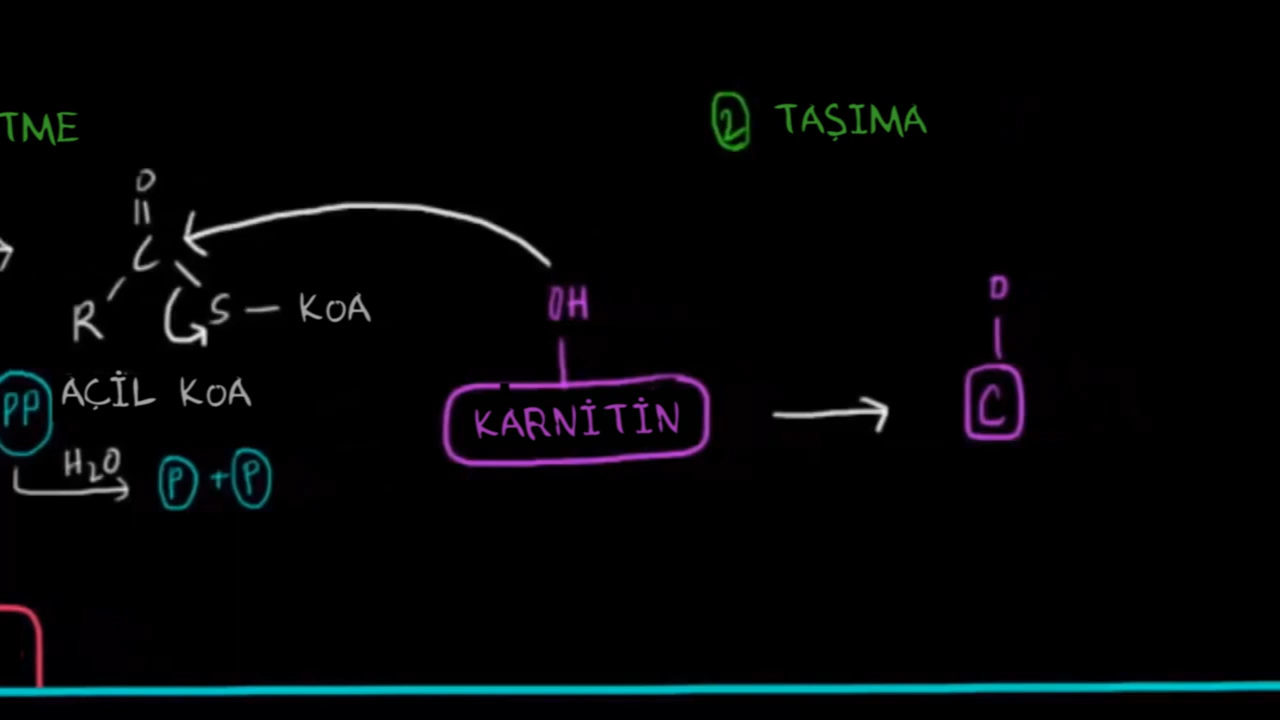 TME
2 TAŞIMA
O
C
R S - KOA
OH
O
PP AÇİL KOA
KARNİTİN
C
H2O
P + P